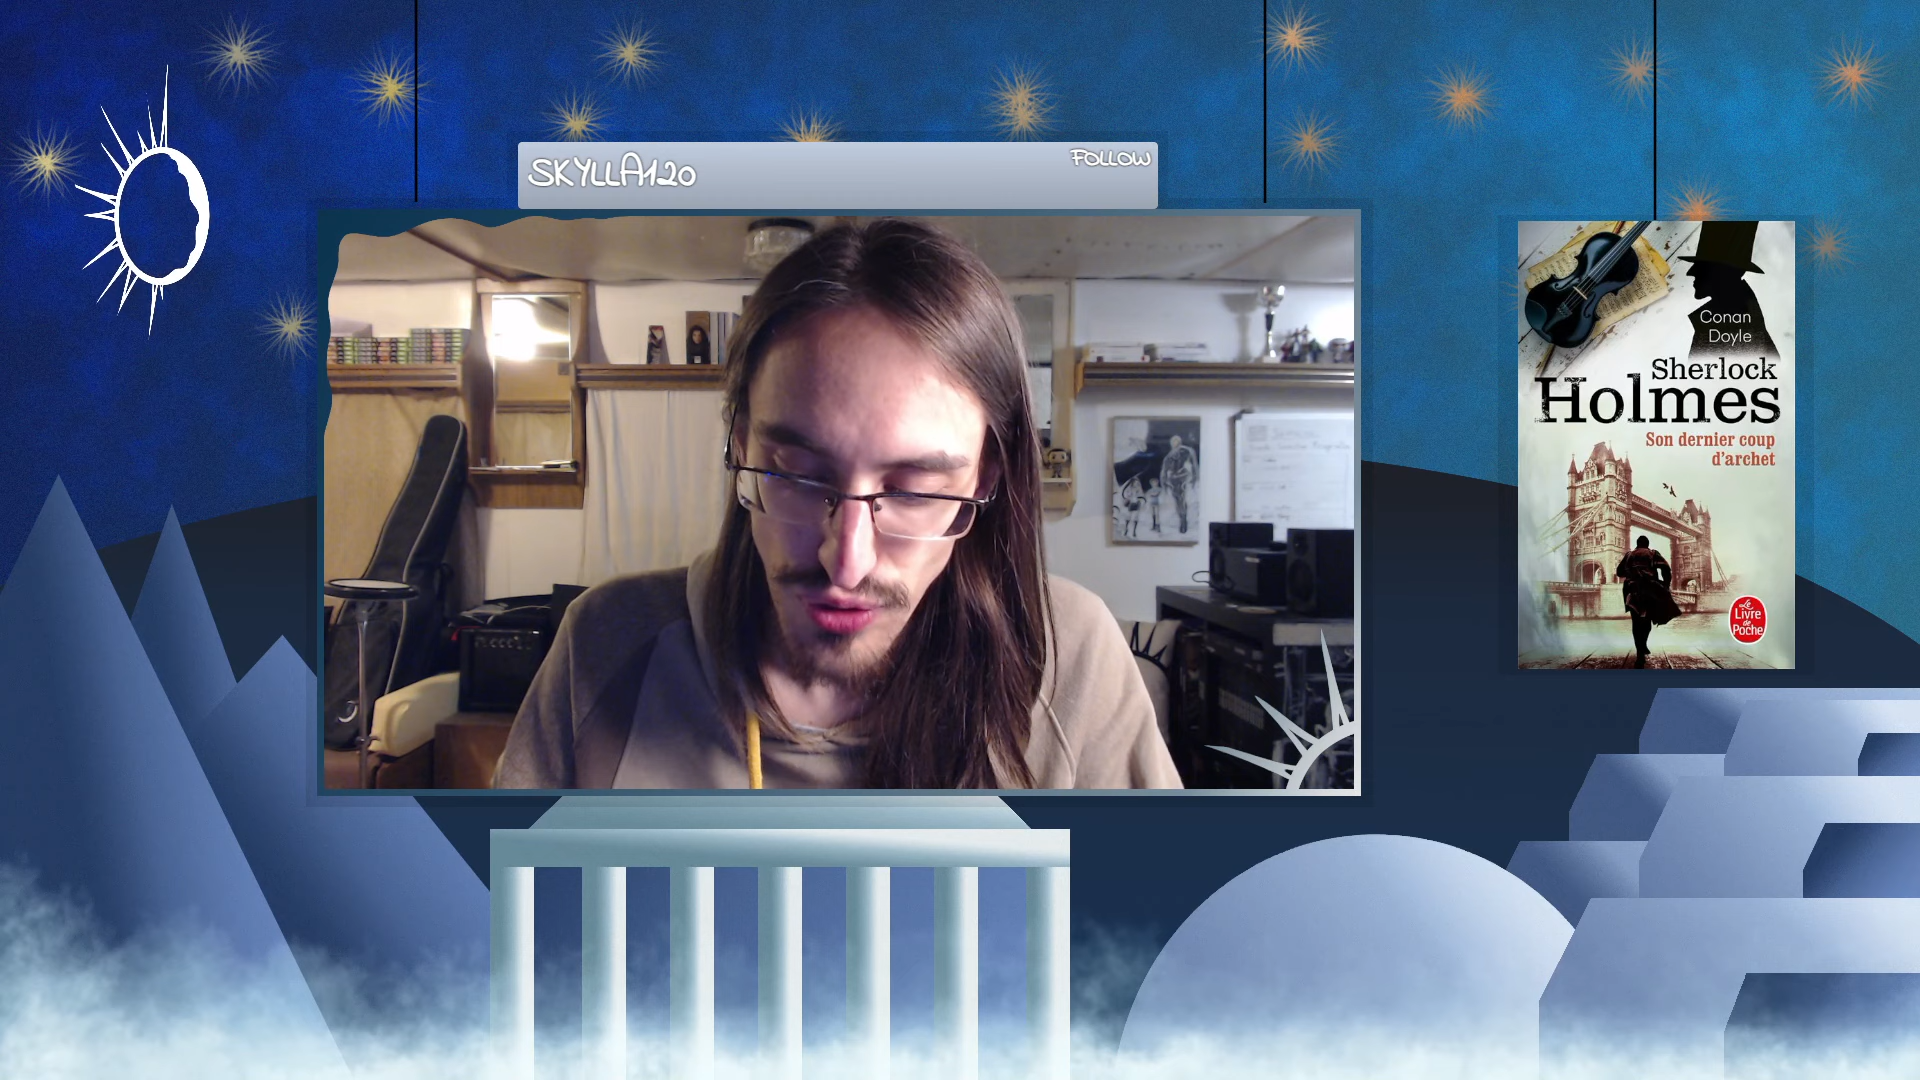 SKYLLA120
FOLLOW
Conan
Doyle
Sherlock
Holmes
Son dernier coup
d'archet
Le
Livre
de
Poche